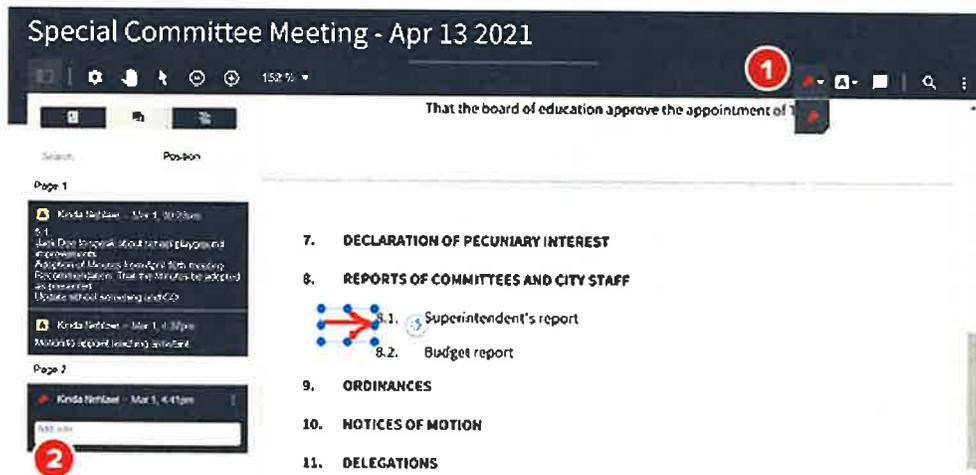 Special Committee Meeting - Apr 13 2021
152 %
1
That the board of education approve the appointment of
Search
Position
Page 1
Kinda Nehlawi - Mar 1,
5.1.
Jack Doe to speak about school playground
improvements
Adoption of Minutes from April 10th meeting
Recommendation: That the Minutes be adopted
as presented
Update school screening and
Kinda Nehlawi - Mar 1, 4:37pm
Motion to appoint teaching assistant
Page 2
Kinda Nehlawi - Mar 1, 4:41pm
Add note
2
7. DECLARATION OF PECUNIARY INTEREST
8. REPORTS OF COMMITTEES AND CITY STAFF
8.1. Superintendent's report
8.2. Budget report
9. ORDINANCES
10. NOTICES OF MOTION
11. DELEGATIONS